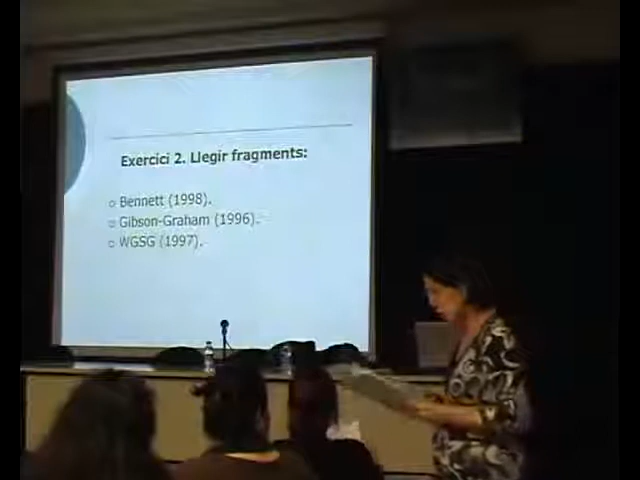 Exercici 2. Llegir fragments:
Bennett (1998).
Gibson-Graham (1996).
WGSG (1997).